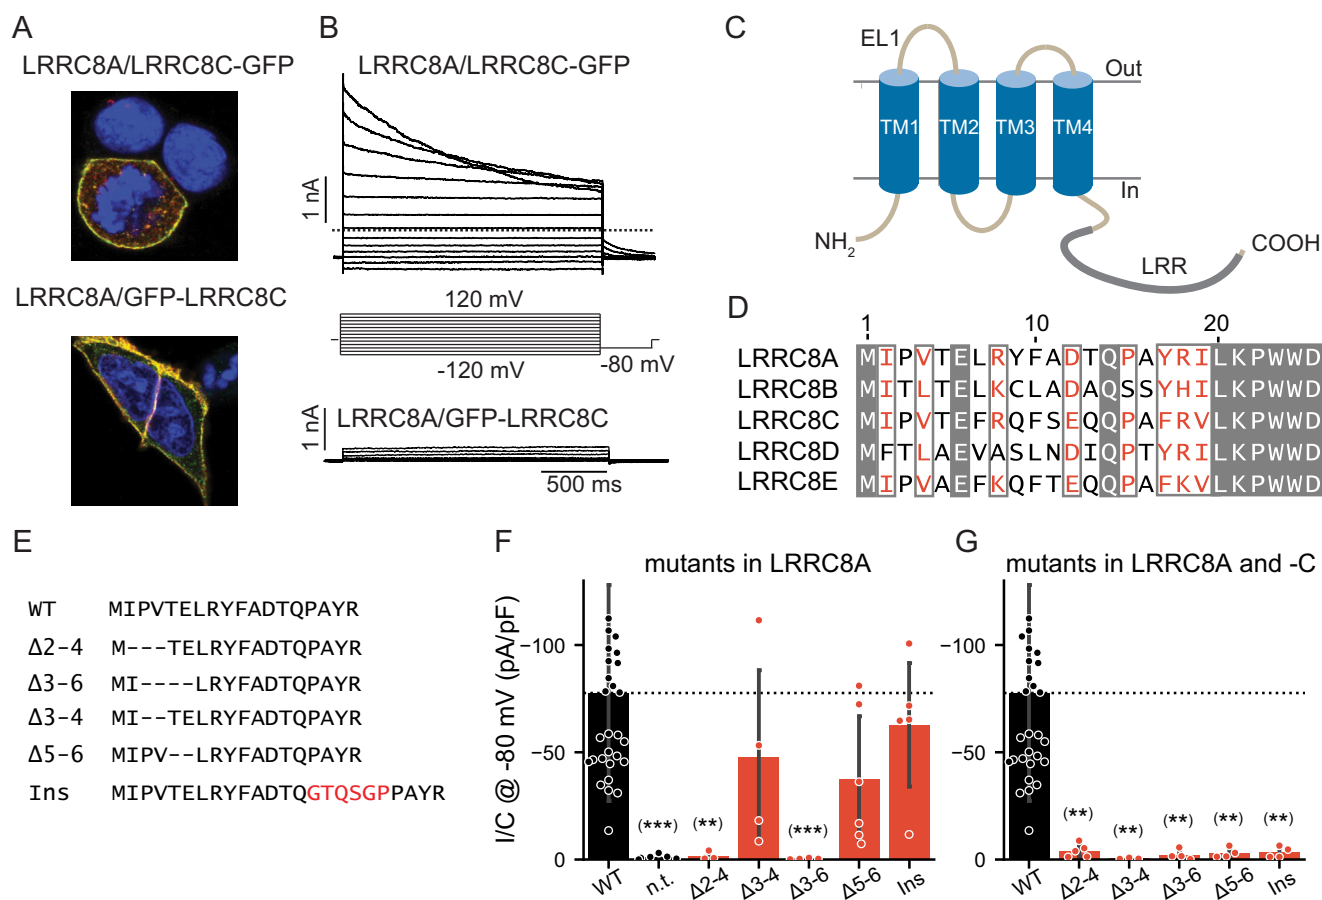 A
LRRC8A/LRRC8C-GFP
LRRC8A/GFP-LRRC8C
B
LRRC8A/LRRC8C-GFP
1 nA
120 mV
-120 mV
-80 mV
1 nA
LRRC8A/GFP-LRRC8C
500 ms
C
EL1
Out
TM1 TM2 TM3 TM4
In
NH2
LRR
COOH
D
1 10 20
LRRC8A MIPVTELRYFADTQPAYRILKPWWD
LRRC8B MITLTELKCLADAQSSYHILKPWWD
LRRC8C MIPVTEFRQFSEQQPAFRVLKPWWD
LRRC8D MFTLAEVASLNDIQPTYRILKPWWD
LRRC8E MIPVAEFKQFTEQQPAFKVLKPWWD
E
WT MIPVTELRYFADTQPAYR
Δ2-4 M---TELRYFADTQPAYR
Δ3-6 MI----LRYFADTQPAYR
Δ3-4 MI--TELRYFADTQPAYR
Δ5-6 MIPV--LRYFADTQPAYR
Ins MIPVTELRYFADTQGTQSGPPAYR
F
mutants in LRRC8A
I/C @ -80 mV (pA/pF)
−100
−50
0
(***) (**) (***)
WT n.t. Δ2-4 Δ3-4 Δ3-6 Δ5-6 Ins
G
mutants in LRRC8A and -C
−100
−50
0
(**) (**) (**) (**) (**)
WT Δ2-4 Δ3-4 Δ3-6 Δ5-6 Ins